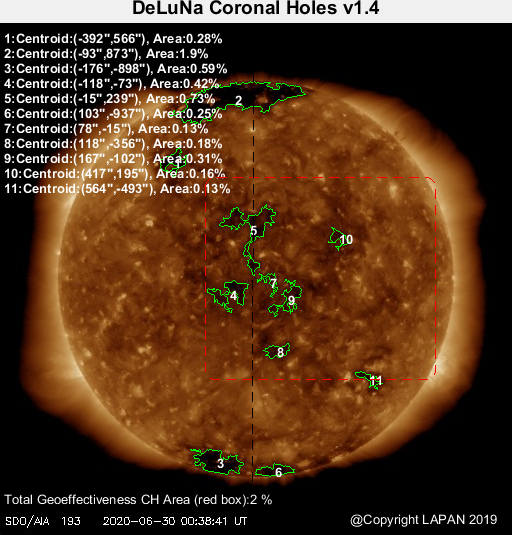 DeLuNa Coronal Holes v1.4
1:Centroid:(-392",566"), Area:0.28%
2:Centroid:(-93",873"), Area:1.9%
3:Centroid:(-176",-898"), Area:0.59%
4:Centroid:(-118",-73"), Area:0.42%
5:Centroid:(-15",239"), Area:0.73%
6:Centroid:(103",-937"), Area:0.25%
7:Centroid:(78",-15"), Area:0.13%
8:Centroid:(118",-356"), Area:0.18%
9:Centroid:(167",-102"), Area:0.31%
10:Centroid:(417",195"), Area:0.16%
11:Centroid:(564",-493"), Area:0.13%
2
1
5
10
7
4
9
8
11
3
6
Total Geoeffectiveness CH Area (red box):2 %
SDO/AIA 193 2020-06-30 00:38:41 UT
@Copyright LAPAN 2019